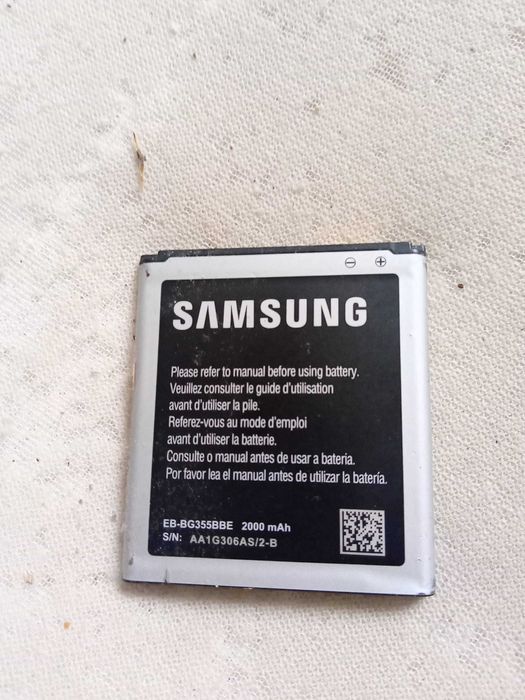 SAMSUNG
Please refer to manual before using battery.
Veuillez consulter le guide d'utilisation
avant d'utiliser la pile.
Referez-vous au mode d'emploi
avant d'utiliser la batterie.
Consulte o manual antes de usar a bateria.
Por favor lea el manual antes de utilizar la batería.
EB-BG355BBE 2000 mAh
S/N: AA1G306AS/2-B